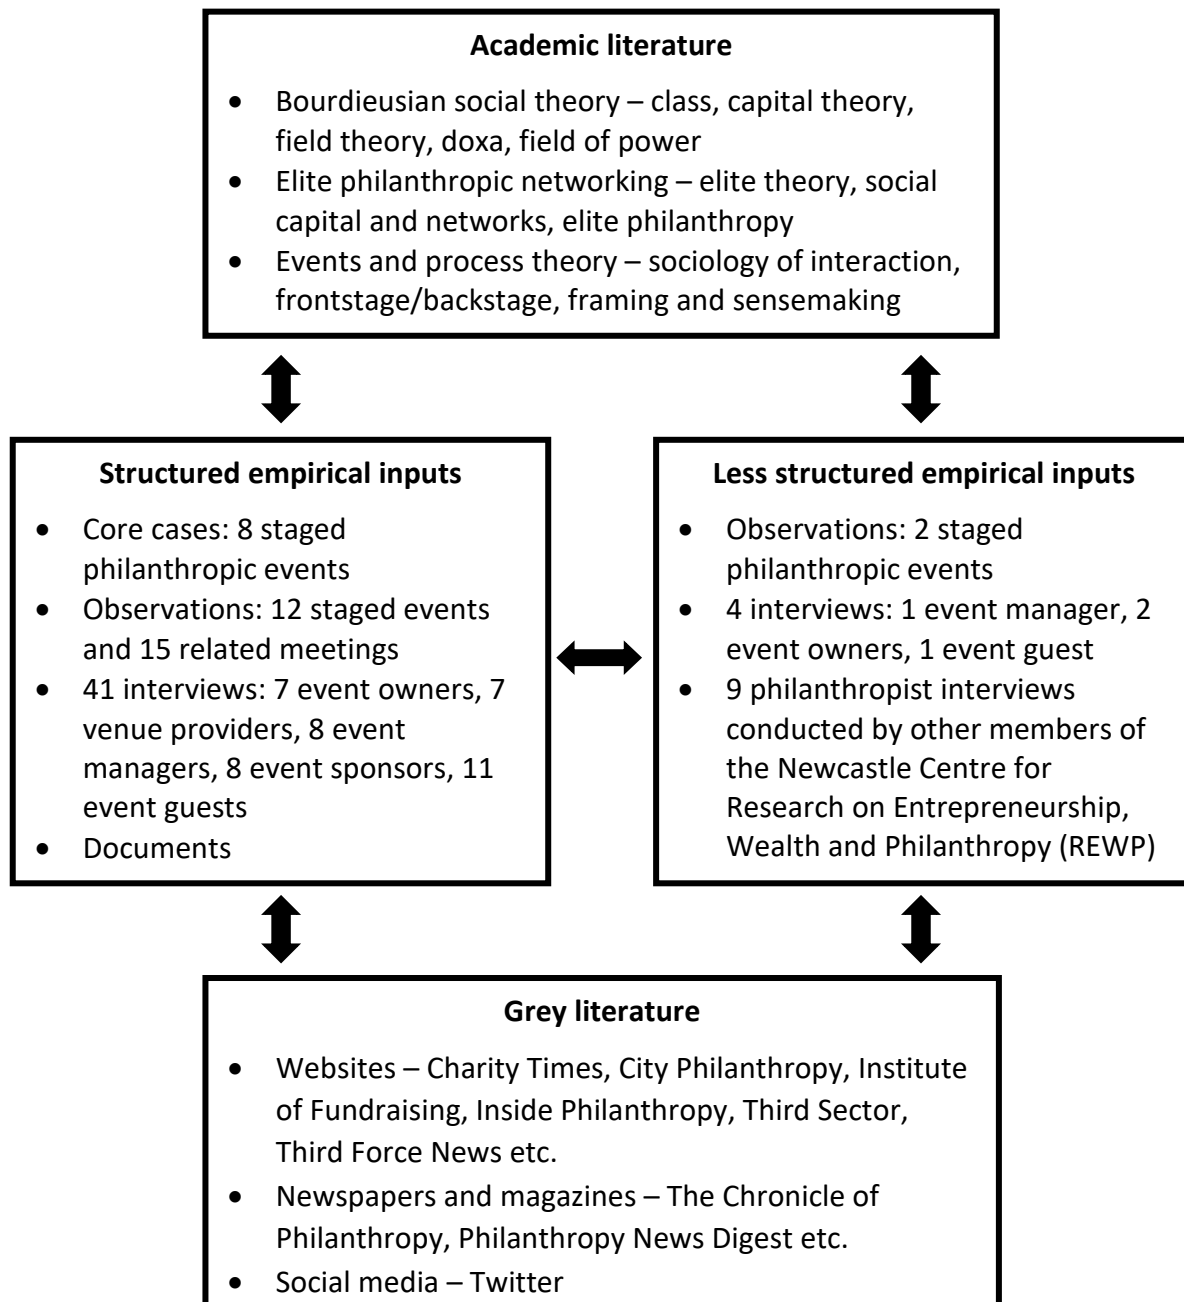 Academic literature
• Bourdieusian social theory – class, capital theory,
field theory, doxa, field of power
• Elite philanthropic networking – elite theory, social
capital and networks, elite philanthropy
• Events and process theory – sociology of interaction,
frontstage/backstage, framing and sensemaking
Structured empirical inputs
• Core cases: 8 staged
philanthropic events
• Observations: 12 staged events
and 15 related meetings
• 41 interviews: 7 event owners, 7
venue providers, 8 event
managers, 8 event sponsors, 11
event guests
• Documents
Less structured empirical inputs
• Observations: 2 staged
philanthropic events
• 4 interviews: 1 event manager, 2
event owners, 1 event guest
• 9 philanthropist interviews
conducted by other members of
the Newcastle Centre for
Research on Entrepreneurship,
Wealth and Philanthropy (REWP)
Grey literature
• Websites – Charity Times, City Philanthropy, Institute
of Fundraising, Inside Philanthropy, Third Sector,
Third Force News etc.
• Newspapers and magazines – The Chronicle of
Philanthropy, Philanthropy News Digest etc.
• Social media – Twitter